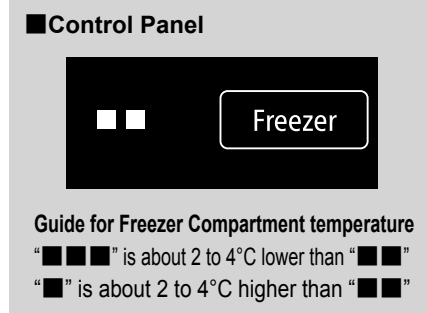 ■Control Panel
■■ Freezer
Guide for Freezer Compartment temperature
“■■■” is about 2 to 4°C lower than “■■”
“■” is about 2 to 4°C higher than “■■”